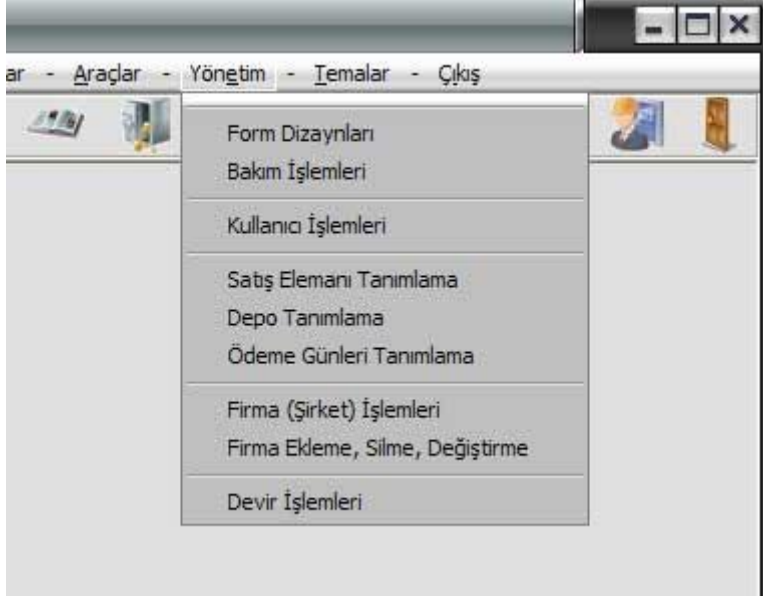 ar - Araçlar - Yönetim - Temalar - Çıkış
Form Dizaynları
Bakım İşlemleri
Kullanıcı İşlemleri
Satış Elemanı Tanımlama
Depo Tanımlama
Ödeme Günleri Tanımlama
Firma (Şirket) İşlemleri
Firma Ekleme, Silme, Değiştirme
Devir İşlemleri